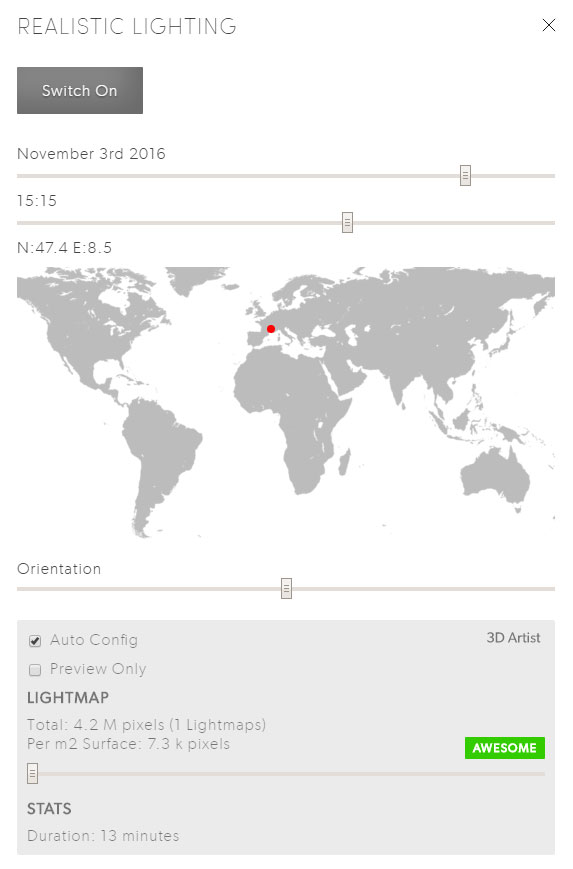 REALISTIC LIGHTING
Switch On
November 3rd 2016
15:15
N:47.4 E:8.5
Orientation
Auto Config
3D Artist
Preview Only
LIGHTMAP
Total: 4.2 M pixels (1 Lightmaps)
Per m2 Surface: 7.3 k pixels
AWESOME
STATS
Duration: 13 minutes